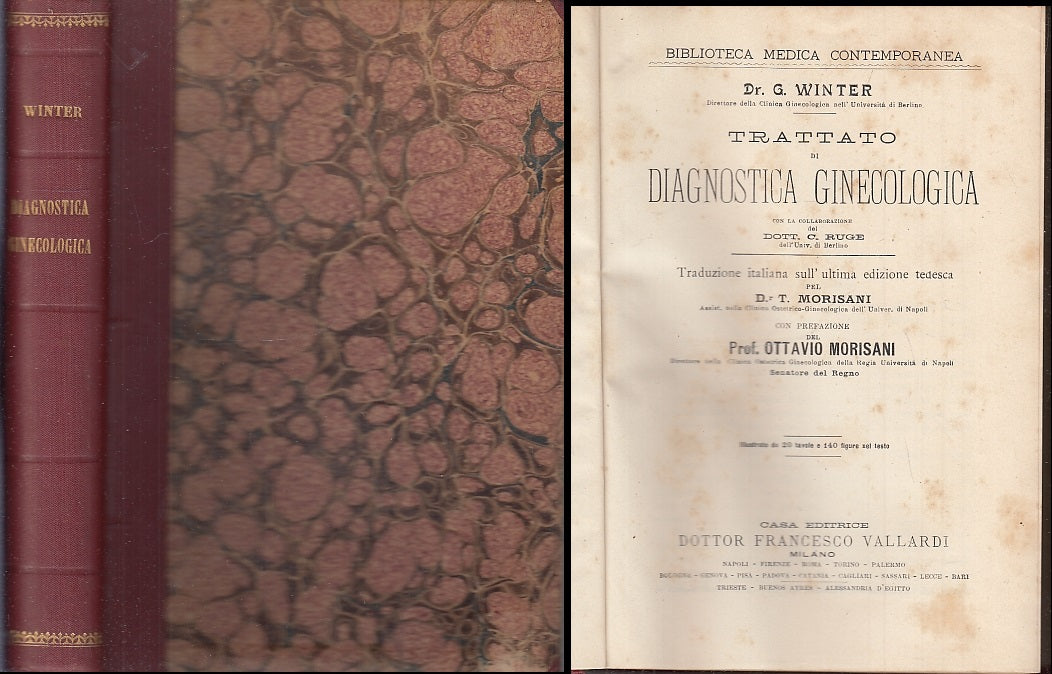 WINTER
DIAGNOSTICA
GINECOLOGICA
BIBLIOTECA MEDICA CONTEMPORANEA
Dr. G. WINTER
Direttore della Clinica Ginecologica nell' Università di Berlino
TRATTATO
DI
DIAGNOSTICA GINECOLOGICA
CON LA COLLABORAZIONE
del
DOTT. C. RUGE
dell'Univ. di Berlino
Traduzione italiana sull' ultima edizione tedesca
PEL
D.r T. MORISANI
Assist. nella Clinica Ostetrico-Ginecologica dell' Univer. di Napoli
CON PREFAZIONE
DEL
Prof. OTTAVIO MORISANI
Direttore nella Clinica Ostetrica Ginecologica della Regia Università di Napoli
Senatore del Regno
Illustrato da 20 tavole e 140 figure nel testo
CASA EDITRICE
DOTTOR FRANCESCO VALLARDI
MILANO
NAPOLI - FIRENZE - ROMA - TORINO - PALERMO
BOLOGNA - GENOVA - PISA - PADOVA - CATANIA - CAGLIARI - SASSARI - LECCE - BARI
TRIESTE - BUENOS AYRES - ALESSANDRIA D'EGITTO